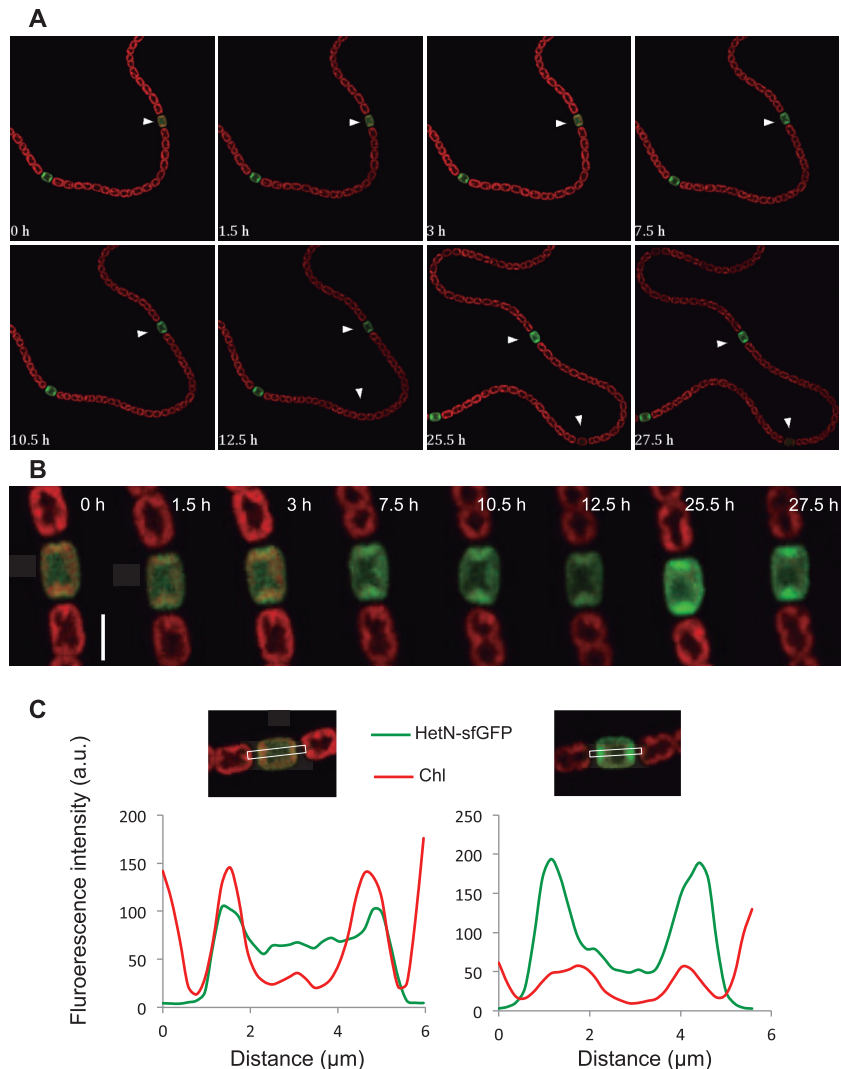 A
0 h
1.5 h
3 h
7.5 h
10.5 h
12.5 h
25.5 h
27.5 h
B
0 h 1.5 h 3 h 7.5 h 10.5 h 12.5 h 25.5 h 27.5 h
C
HetN-sfGFP
Chl
Fluroerescence intensity (a.u.)
200
150
100
50
0
0 2 4 6
Distance (µm)
250
200
150
100
50
0
0 2 4 6
Distance (µm)